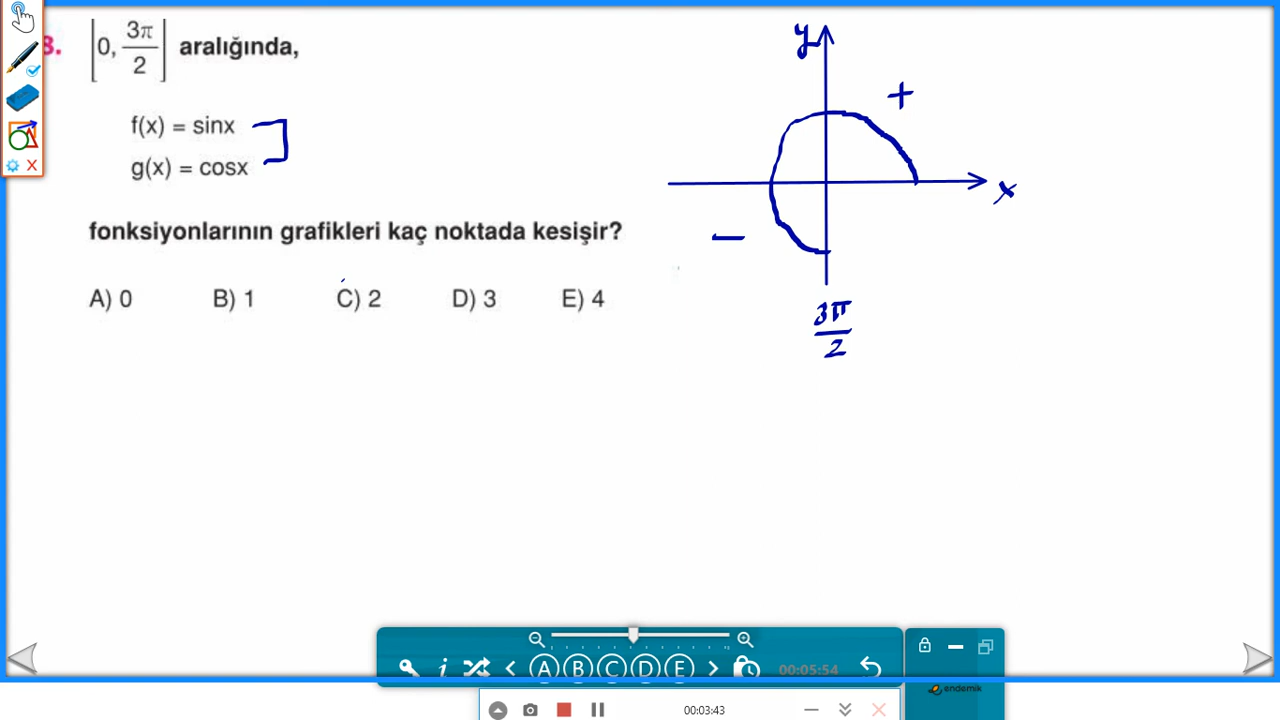 8. [0, 3π/2] aralığında,
f(x) = sinx
g(x) = cosx
fonksiyonlarının grafikleri kaç noktada kesişir?
A) 0 B) 1 C) 2 D) 3 E) 4
y
+
x
−
3π/2
A B C D E 00:05:54
endemik
00:03:43